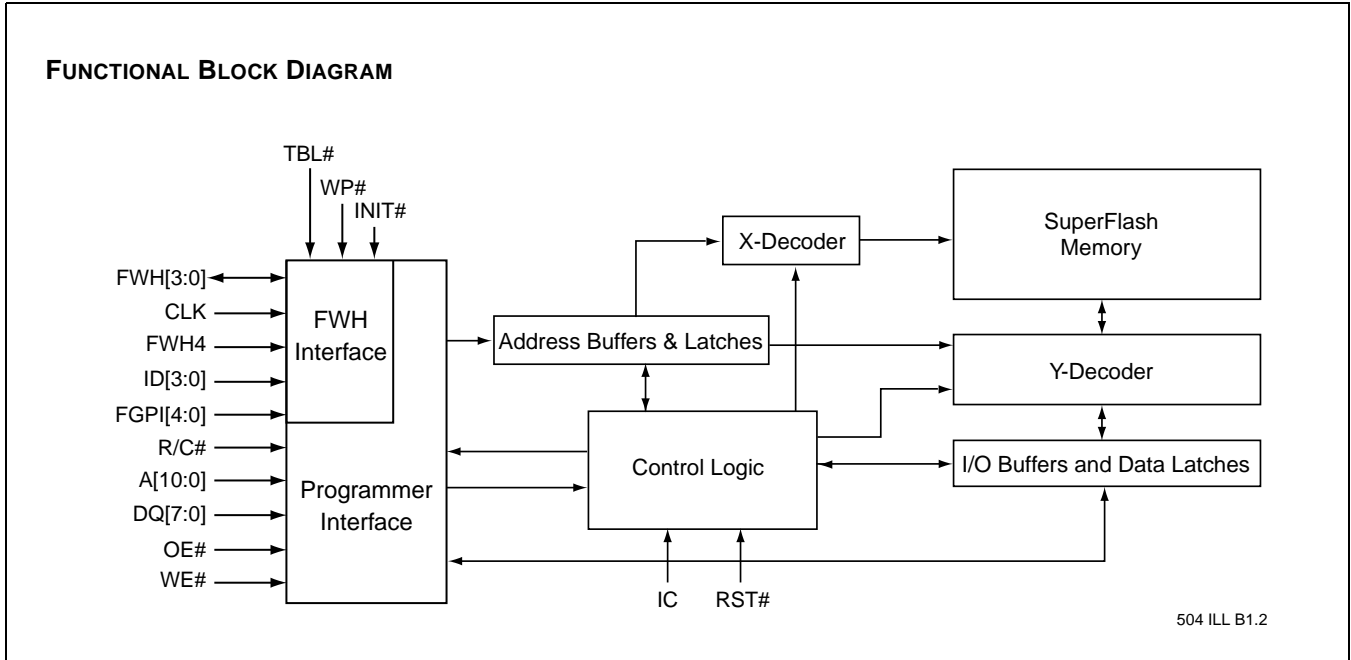 FUNCTIONAL BLOCK DIAGRAM
TBL#
WP#
INIT#
FWH[3:0]
CLK
FWH4
ID[3:0]
FGPI[4:0]
R/C#
A[10:0]
DQ[7:0]
OE#
WE#
FWH
Interface
Programmer
Interface
Address Buffers & Latches
X-Decoder
SuperFlash
Memory
Y-Decoder
Control Logic
I/O Buffers and Data Latches
IC
RST#
504 ILL B1.2